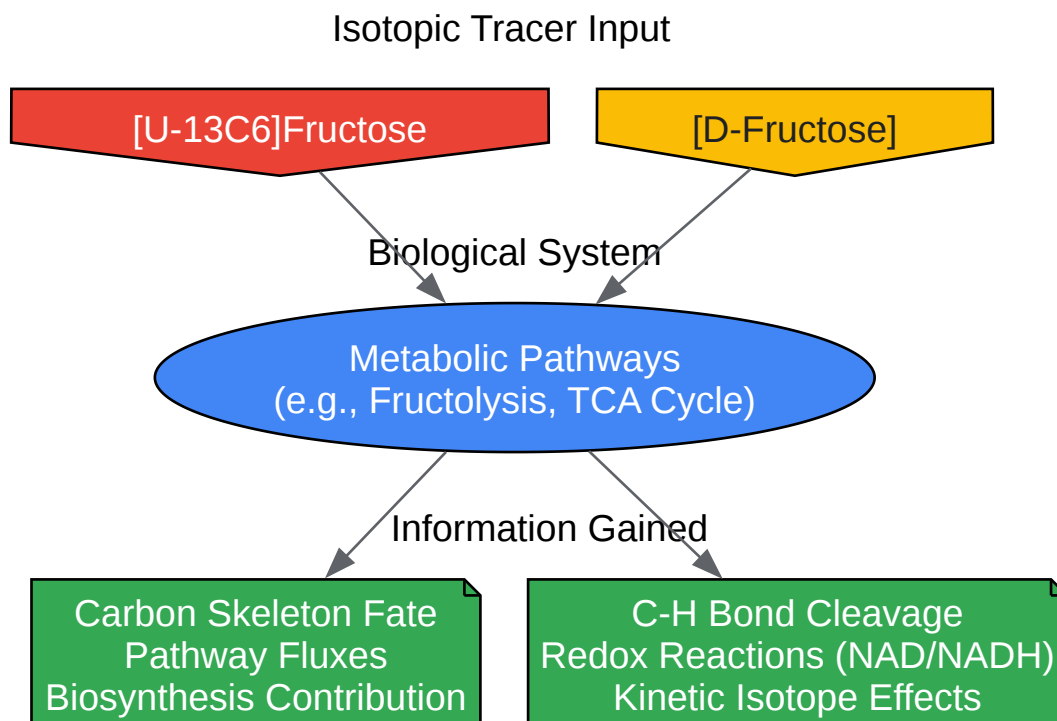 Isotopic Tracer Input
[U-13C6]Fructose
[D-Fructose]
Biological System
Metabolic Pathways
(e.g., Fructolysis, TCA Cycle)
Information Gained
Carbon Skeleton Fate
Pathway Fluxes
Biosynthesis Contribution
C-H Bond Cleavage
Redox Reactions (NAD/NADH)
Kinetic Isotope Effects